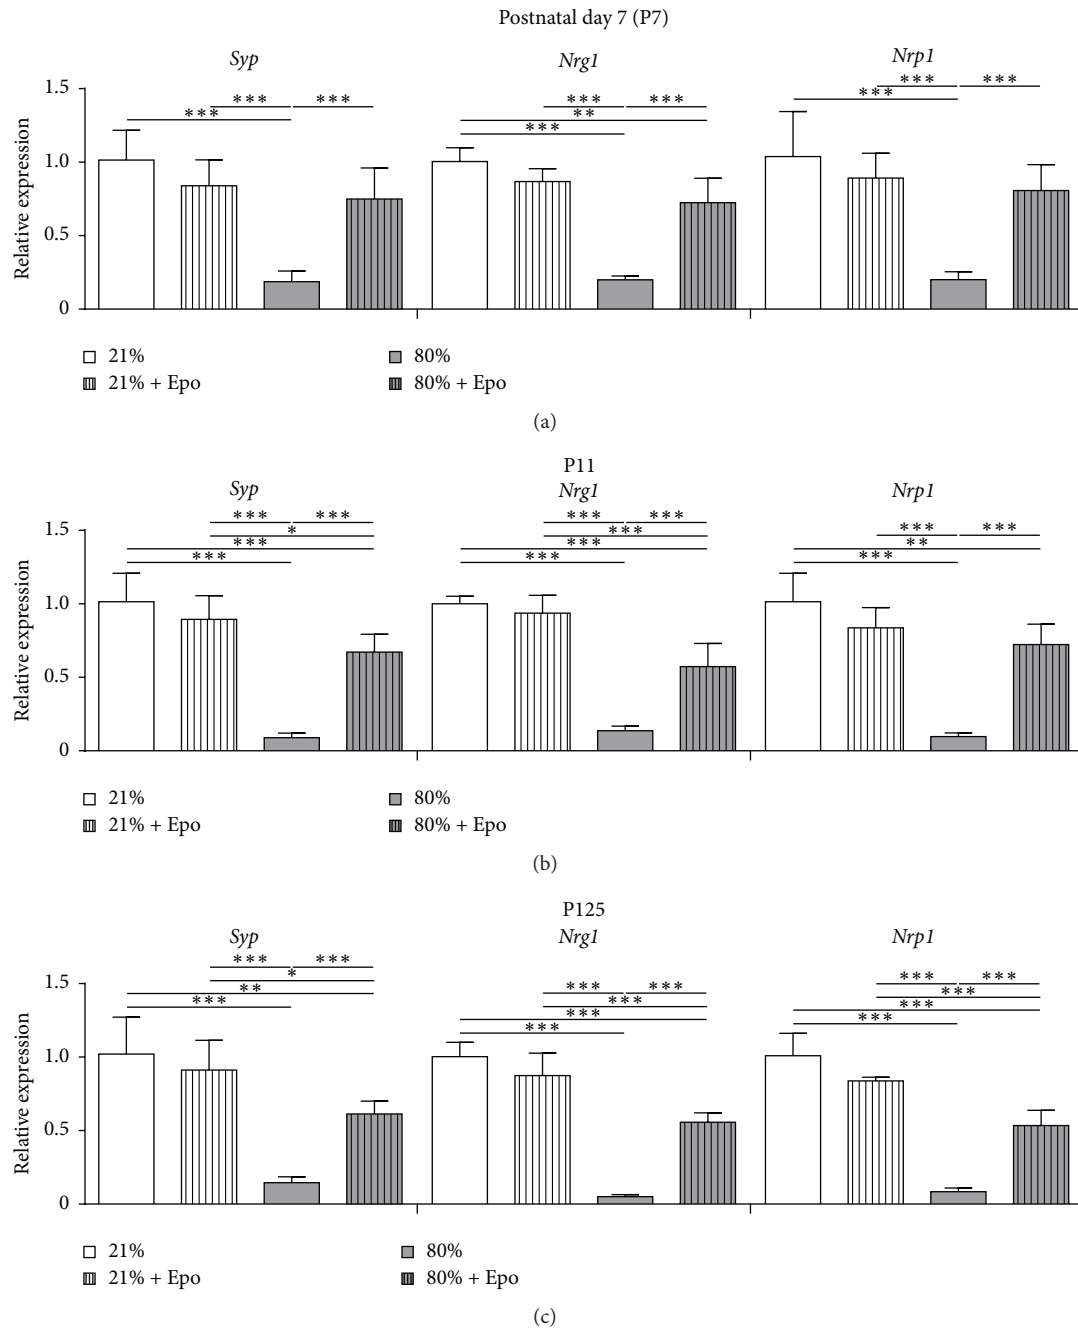 Postnatal day 7 (P7)
Syp Nrg1 Nrp1
*** *** *** *** *** ***
*** ** ***
***
1.5
1.0
0.5
0
Relative expression
21% 80%
21% + Epo 80% + Epo
(a)
P11
Syp Nrg1 Nrp1
*** *** *** *** *** ***
* *** **
*** *** ***
*** ***
1.5
1.0
0.5
0
Relative expression
21% 80%
21% + Epo 80% + Epo
(b)
P125
Syp Nrg1 Nrp1
*** *** *** *** *** ***
* *** ***
** *** ***
*** *** ***
1.5
1.0
0.5
0
Relative expression
21% 80%
21% + Epo 80% + Epo
(c)